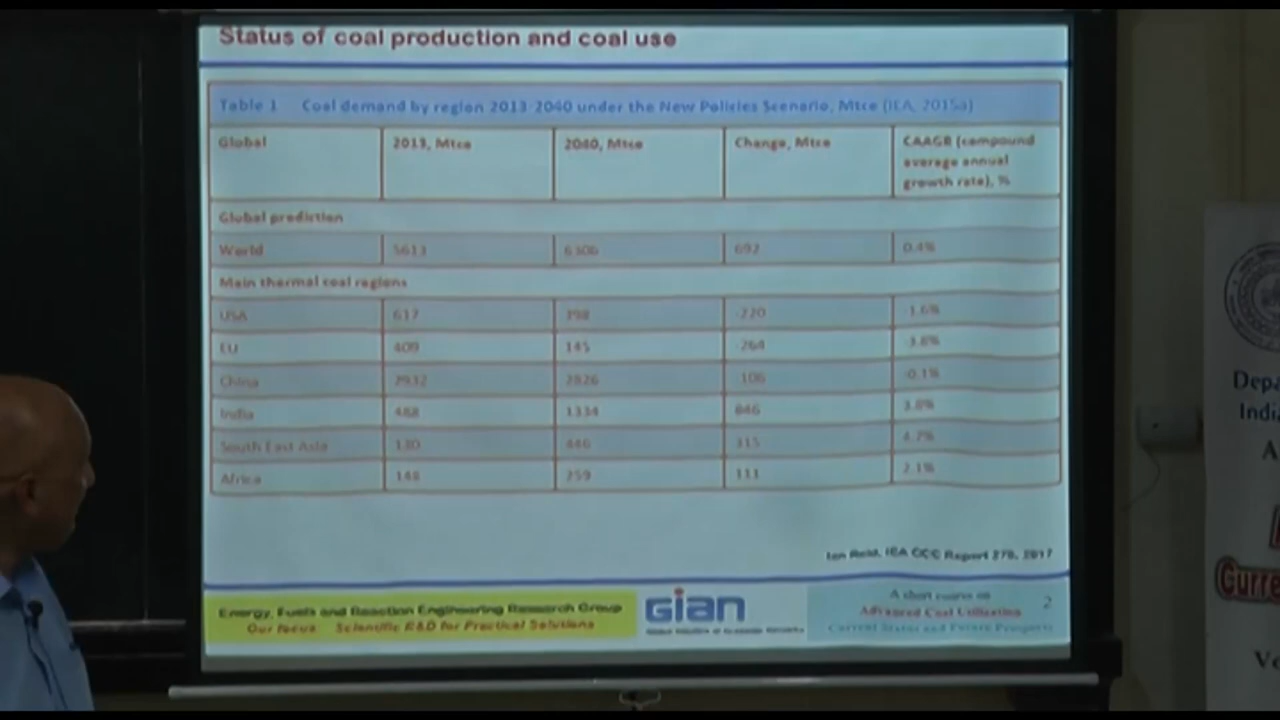 Status of coal production and coal use
Table 1 Coal demand by region 2013-2040 under the New Policies Scenario, Mtce (IEA, 2015a)
Global 2013, Mtce 2040, Mtce Change, Mtce CAAGR (compound
average annual
growth rate), %
Global prediction
World 5613 6306 692 0.4%
Main thermal coal regions
USA 617 398 -220 -1.6%
EU 409 145 -264 -3.8%
China 2932 2826 -106 -0.1%
India 488 1334 846 3.8%
South East Asia 130 446 315 4.7%
Africa 148 259 111 2.1%
Ian Reid, IEA CCC Report 278, 2017
Energy, Fuels and Reaction Engineering Research Group
Our focus Scientific R&D for Practical Solutions
GIAN
A short course on
Advanced Coal Utilization
Current Status and Future Prospects
2
Depa
Indi
A
Curre
Ve